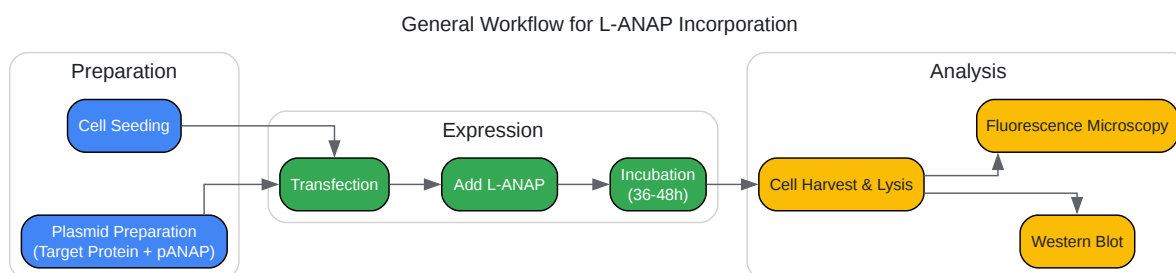 General Workflow for L-ANAP Incorporation
Preparation
Cell Seeding
Plasmid Preparation
(Target Protein + pANAP)
Expression
Transfection
Add L-ANAP
Incubation
(36-48h)
Analysis
Cell Harvest & Lysis
Fluorescence Microscopy
Western Blot